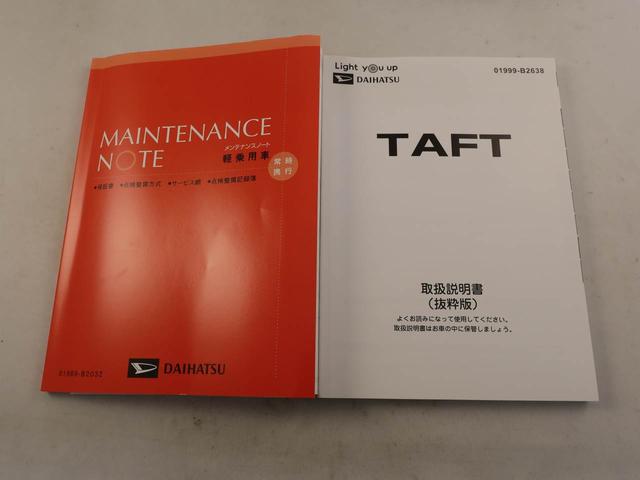 MAINTENANCE
NOTE
メンテナンスノート
軽乗用車
常時
携行
●保証書 ●点検整備方式 ●サービス網 ●点検整備記録簿
01999-B2032
DAIHATSU
Light you up
DAIHATSU
01999-B2638
TAFT
取扱説明書
(抜粋版)
よくお読みになって使用してください。
取扱説明書はお車の中に保管しましょう。